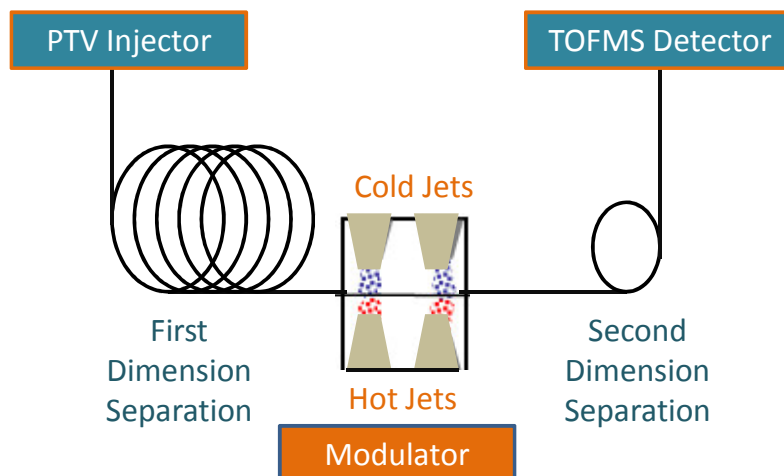 PTV Injector
TOFMS Detector
Cold Jets
First
Dimension
Separation
Hot Jets
Second
Dimension
Separation
Modulator